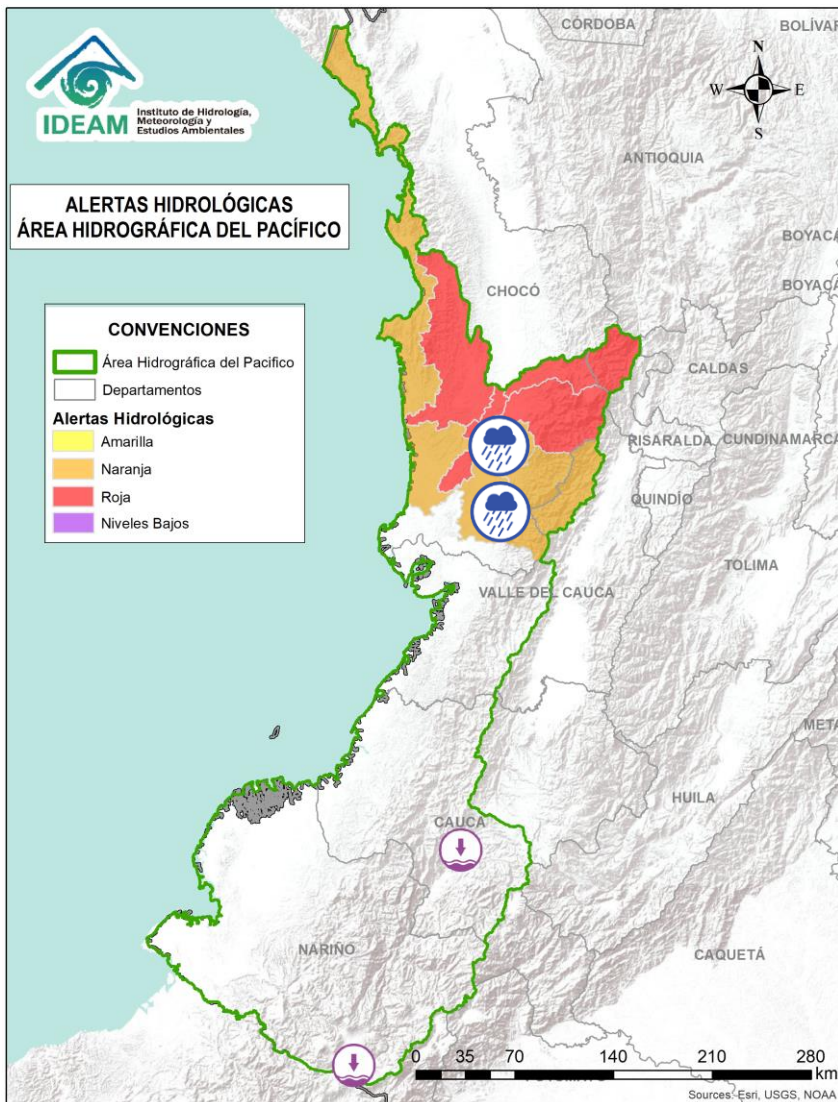 CÓRDOBA
BOLÍVAR
N
W E
S
IDEAM
Instituto de Hidrología,
Meteorología y
Estudios Ambientales
ANTIOQUIA
ALERTAS HIDROLÓGICAS
ÁREA HIDROGRÁFICA DEL PACÍFICO
BOYACÁ
BOYACÁ
CHOCÓ
CONVENCIONES
Área Hidrográfica del Pacifico
Departamentos
Alertas Hidrológicas
Amarilla
Naranja
Roja
Niveles Bajos
CALDAS
RISARALDA
CUNDINAMARCA
QUINDÍO
TOLIMA
VALLE DEL CAUCA
META
HUILA
CAUCA
NARIÑO
CAQUETÁ
0 35 70 140 210 280
km
Sources: Esri, USGS, NOAA